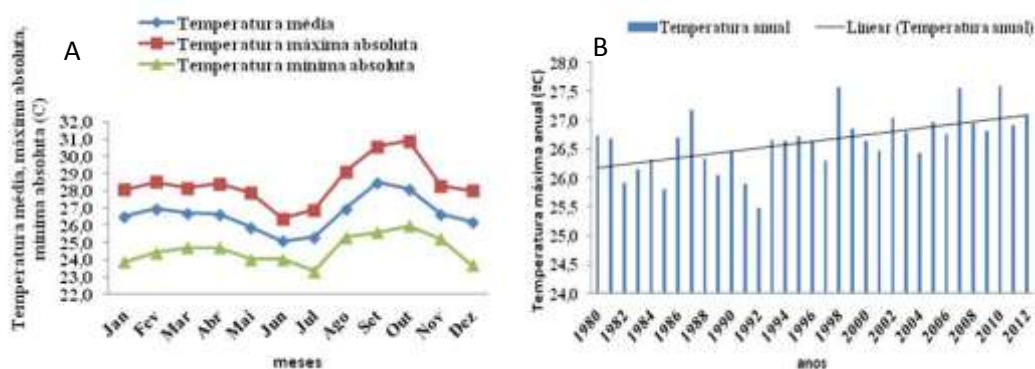 A
Temperatura média
Temperatura máxima absoluta
Temperatura mínima absoluta
Temperatura média, máxima absoluta,
mínima absoluta (C)
32,0
31,0
30,0
29,0
28,0
27,0
26,0
25,0
24,0
23,0
22,0
Jan Fev Mar Abr Mai Jun Jul Ago Set Out Nov Dez
meses
B
Temperatura anual Linear (Temperatura anual)
Temperatura máxima anual (ºC)
28,0
27,5
27,0
26,5
26,0
25,5
25,0
24,5
24,0
1980 1982 1984 1986 1988 1990 1992 1994 1996 1998 2000 2002 2004 2006 2008 2010 2012
anos